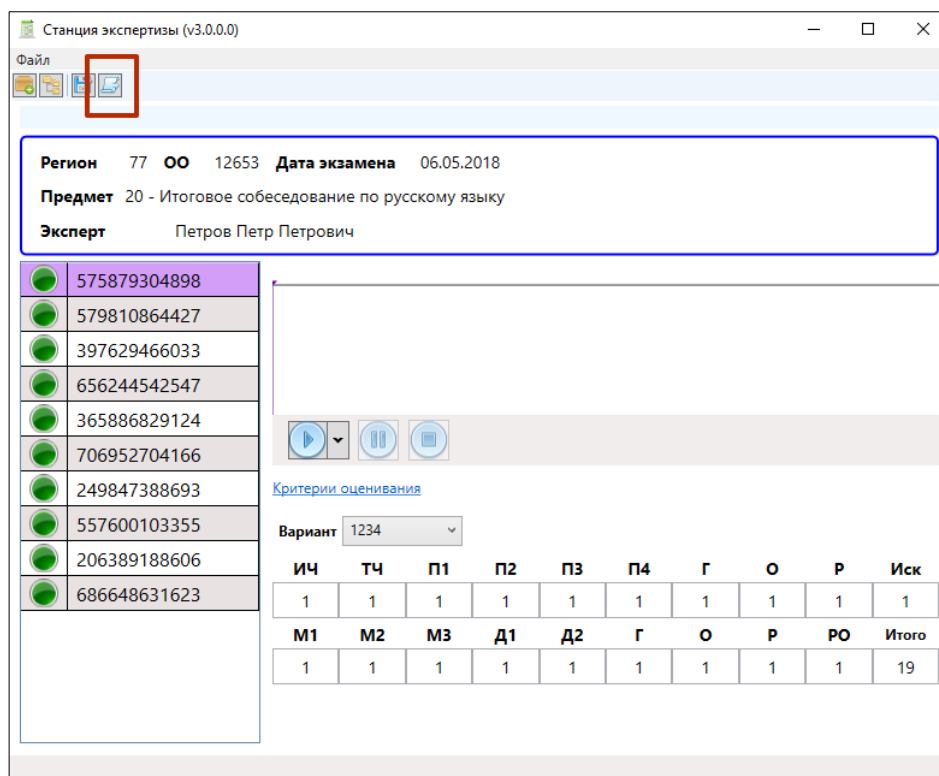 Станция экспертизы (v3.0.0.0)
Файл
Регион 77 ОО 12653 Дата экзамена 06.05.2018
Предмет 20 - Итоговое собеседование по русскому языку
Эксперт Петров Петр Петрович
575879304898
579810864427
397629466033
656244542547
365886829124
706952704166
249847388693
557600103355
206389188606
686648631623
Критерии оценивания
Вариант 1234
ИЧ ТЧ П1 П2 П3 П4 Г О Р Иск
1 1 1 1 1 1 1 1 1 1
М1 М2 М3 Д1 Д2 Г О Р РО Итого
1 1 1 1 1 1 1 1 1 19